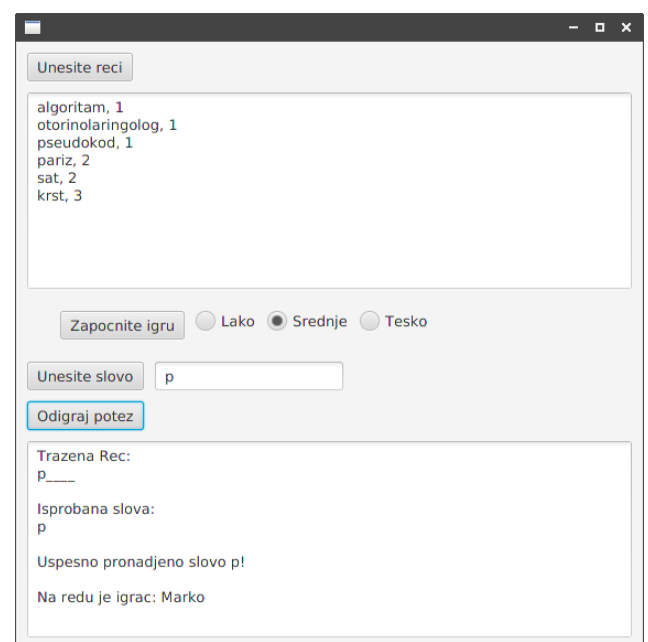 Unesite reci
algoritam, 1
otorinolaringolog, 1
pseudokod, 1
pariz, 2
sat, 2
krst, 3
Zapocnite igru Lako Srednje Tesko
Unesite slovo p
Odigraj potez
Trazena Rec:
p____
Isprobana slova:
p
Uspesno pronadjeno slovo p!
Na redu je igrac: Marko